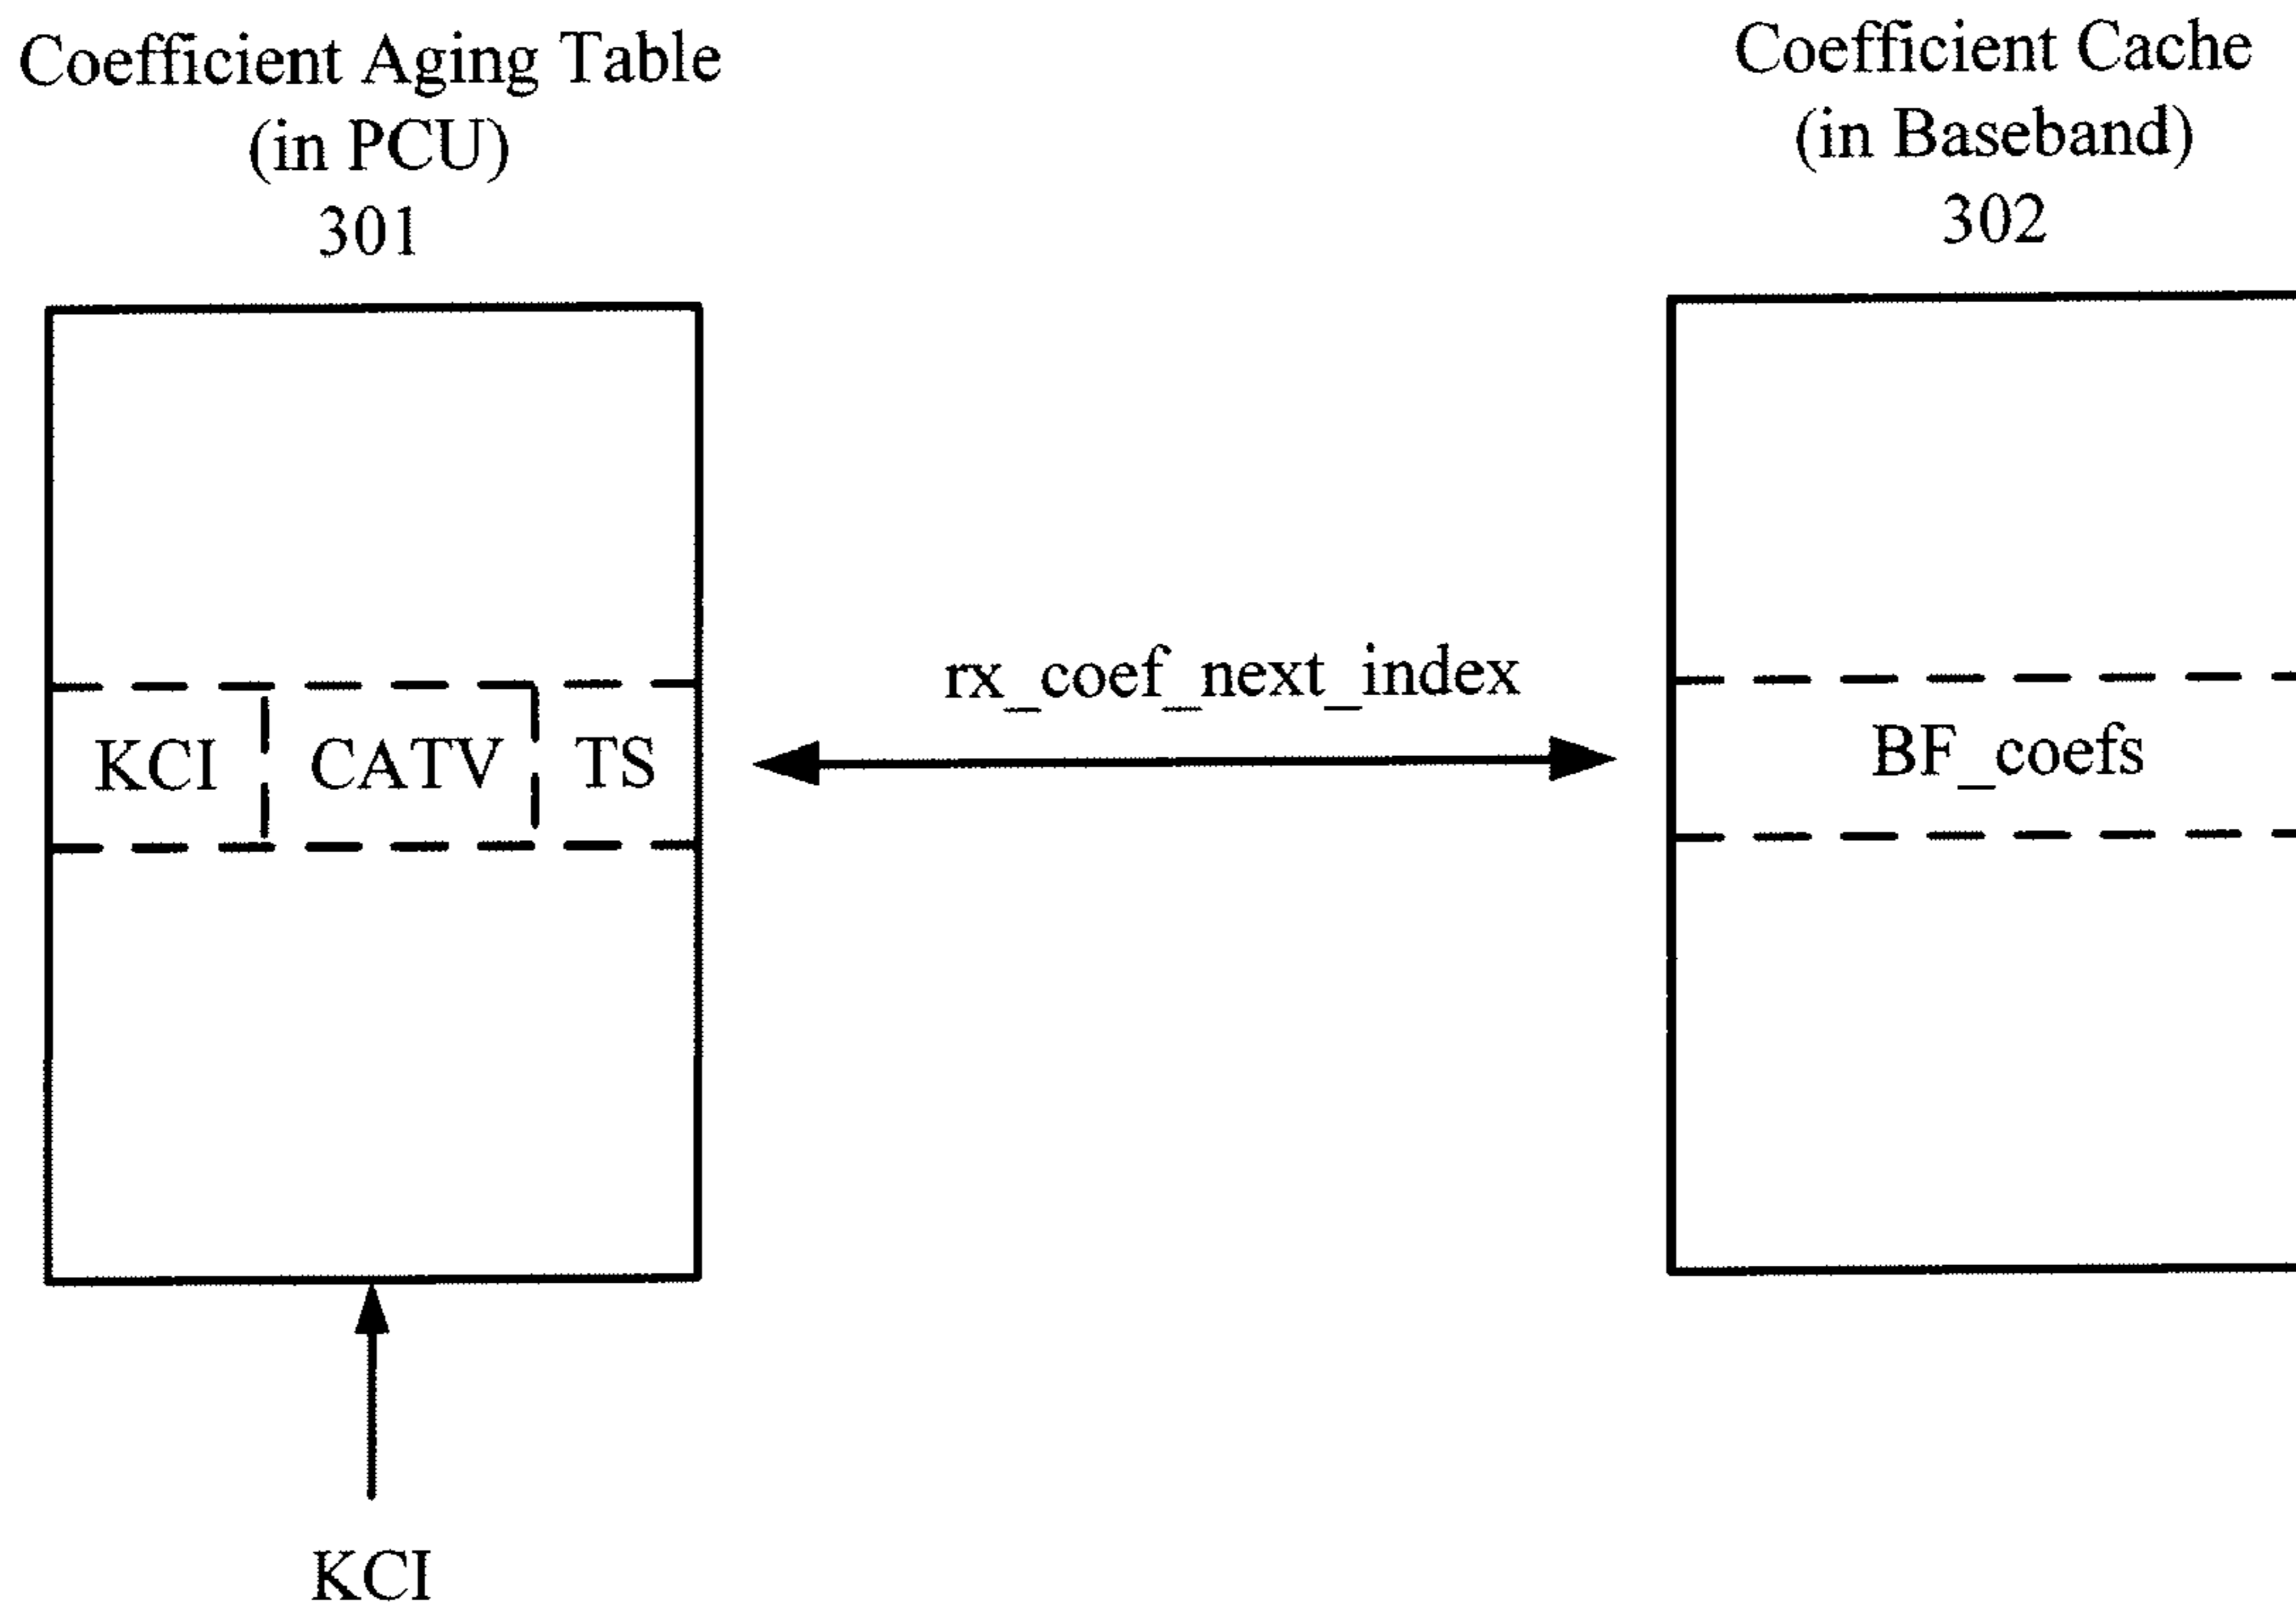 Coefficient Aging Table
(in PCU)
301
Coefficient Cache
(in Baseband)
302
KCI CATV TS
rx_coef_next_index
BF_coefs
KCI